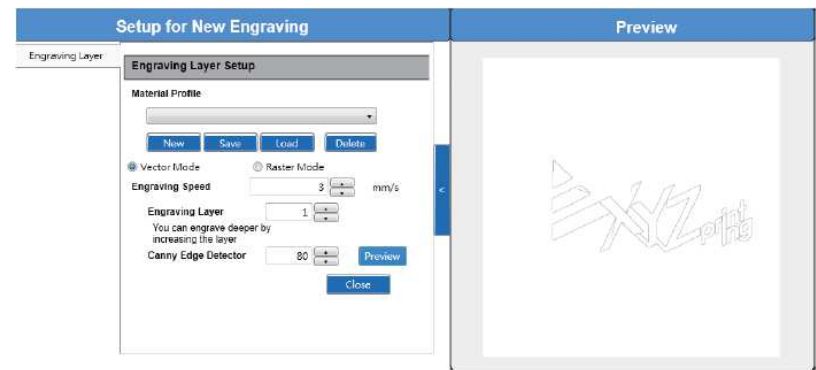 Setup for New Engraving
Preview
Engraving Layer
Engraving Layer Setup
Material Profile
New Save Load Delete
Vector Mode Raster Mode
Engraving Speed 3 mm/s
<
Engraving Layer 1
You can engrave deeper by
increasing the layer
Canny Edge Detector 80 Preview
Close
XYZprinting